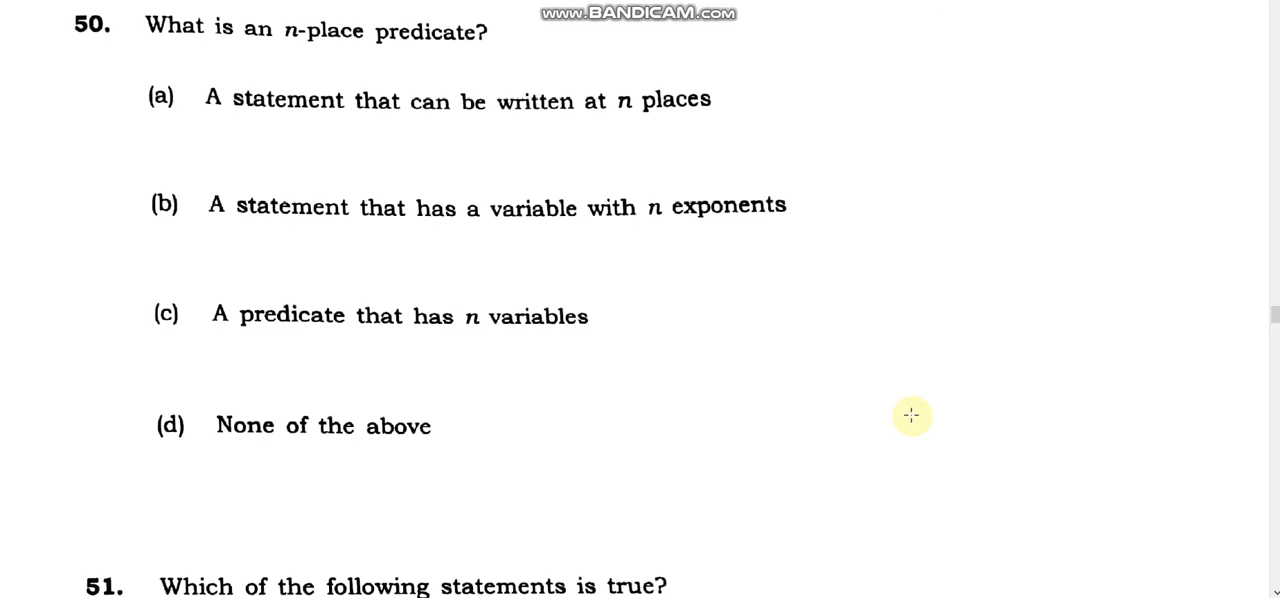 www.BANDICAM.com
50. What is an n-place predicate?
(a) A statement that can be written at n places
(b) A statement that has a variable with n exponents
(c) A predicate that has n variables
(d) None of the above
51. Which of the following statements is true?